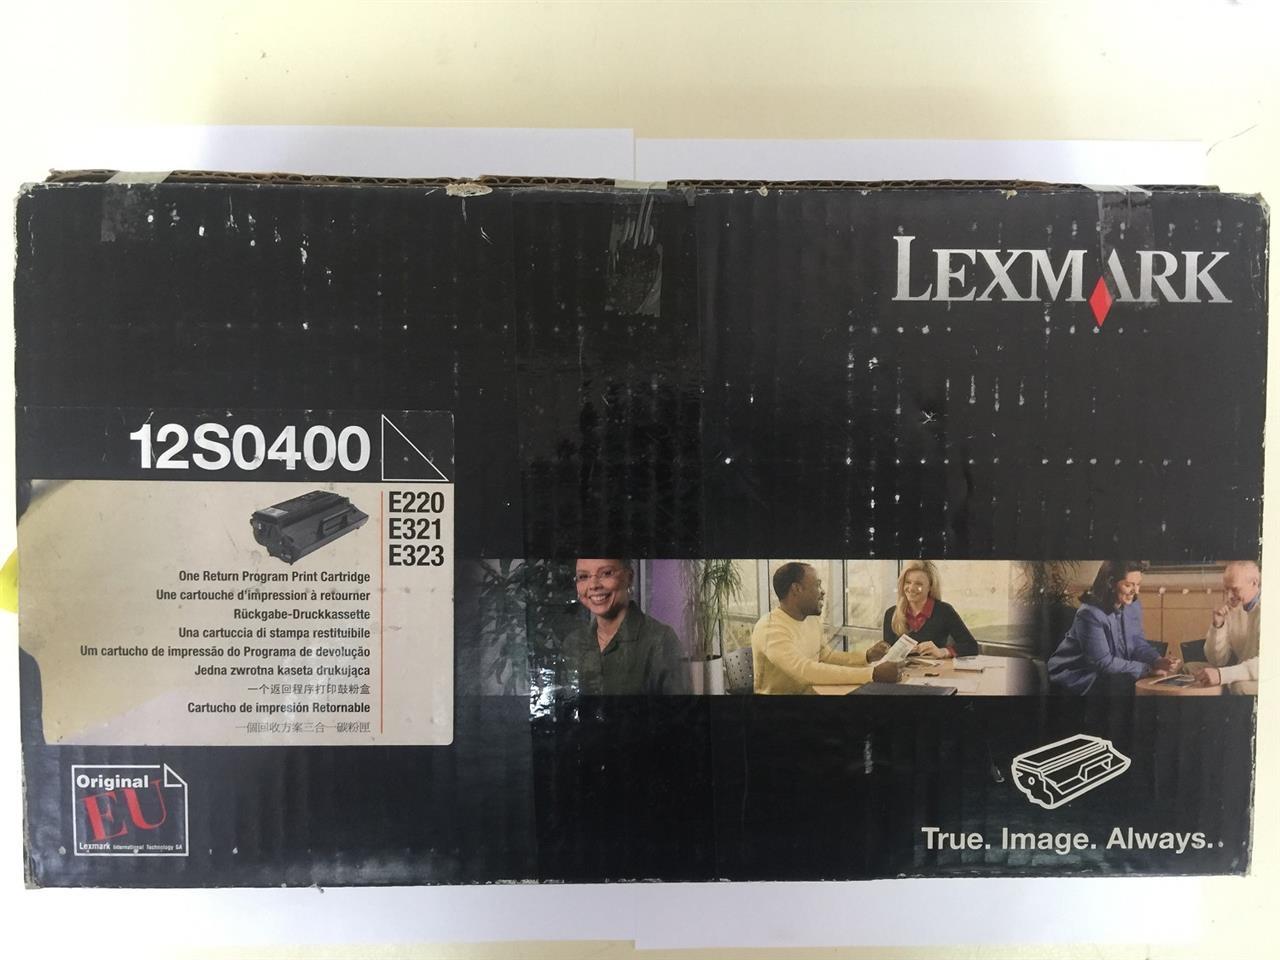 LEXMARK
12S0400
E220
E321
E323
One Return Program Print Cartridge
Une cartouche d'impression à retourner
Rückgabe-Druckkassette
Una cartuccia di stampa restituibile
Um cartucho de impressão do Programa de devolução
Jedna zwrotna kaseta drukująca
一个返回程序打印鼓粉盒
Cartucho de impresión Retornable
一個回收方案三合一碳粉匣
Original
EU
Lexmark International Technology SA
True. Image. Always.